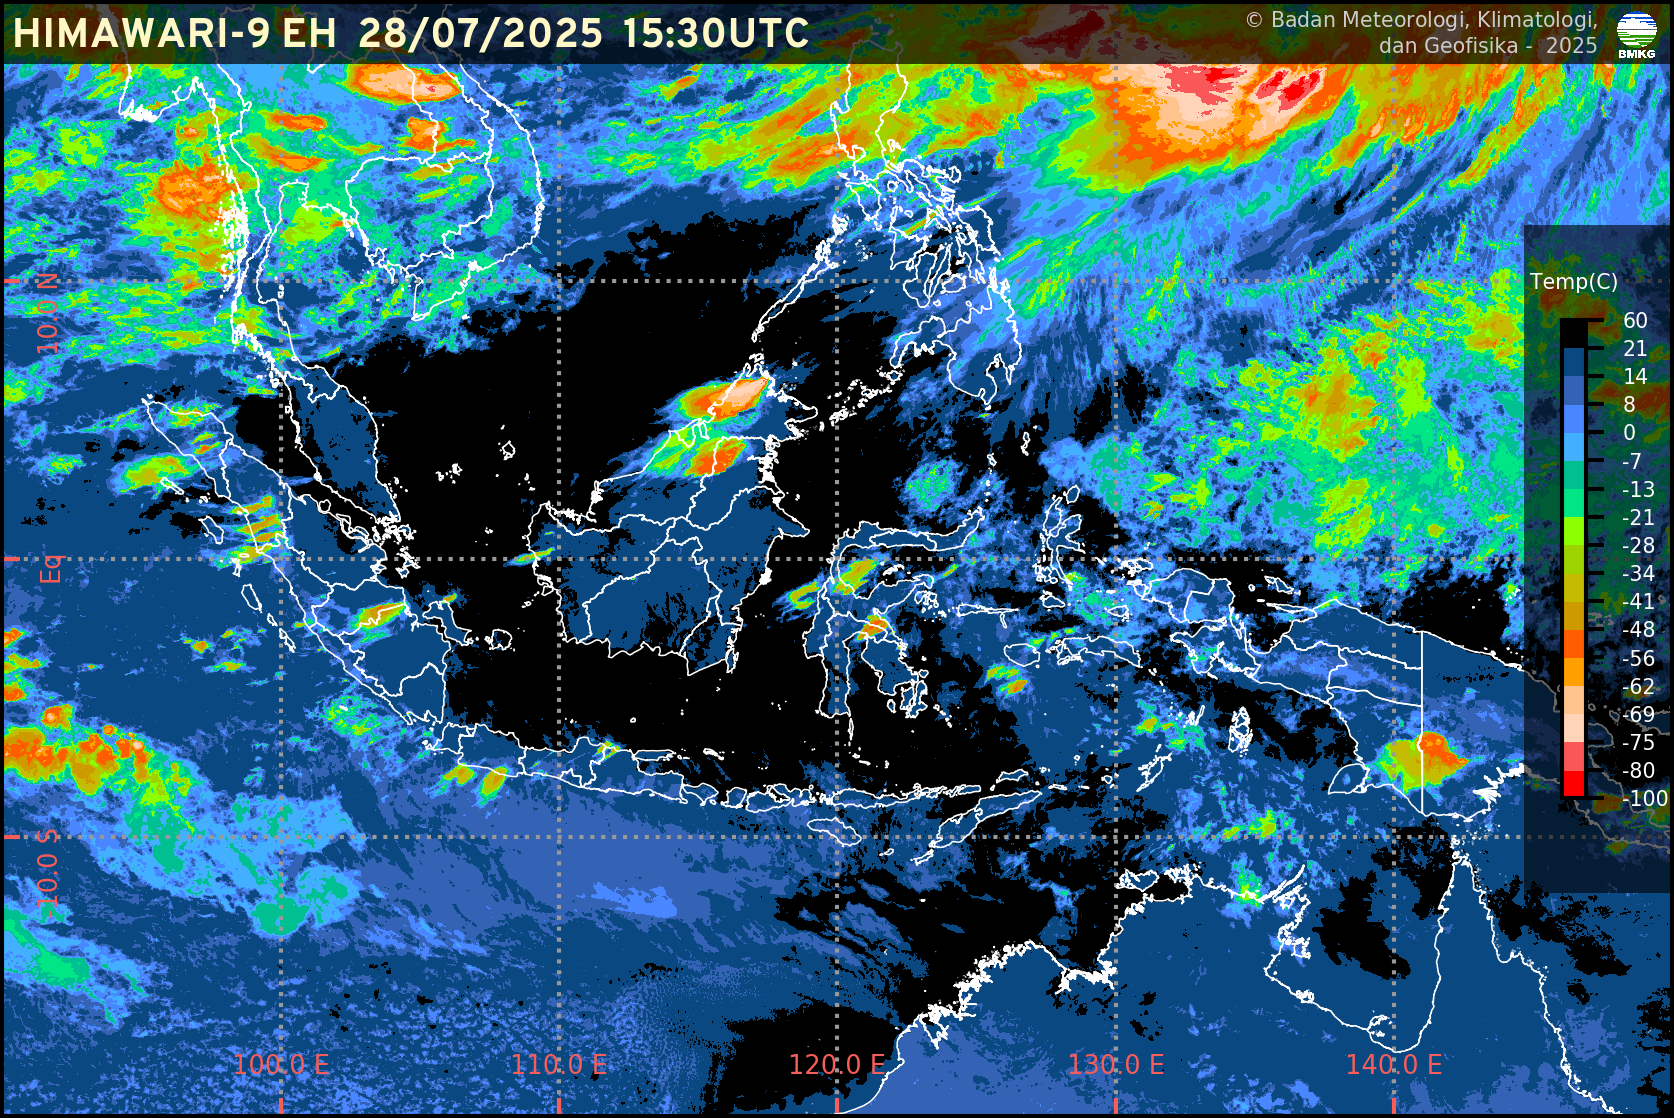 HIMAWARI-9 EH 28/07/2025 15:30UTC
© Badan Meteorologi, Klimatologi,
dan Geofisika - 2025
BMKG
Temp(C)
60
21
14
8
0
-7
-13
-21
-28
-34
-41
-48
-56
-62
-69
-75
-80
-100
10.0 N
Eq
-10.0 S
100.0 E
110.0 E
120.0 E
130.0 E
140.0 E